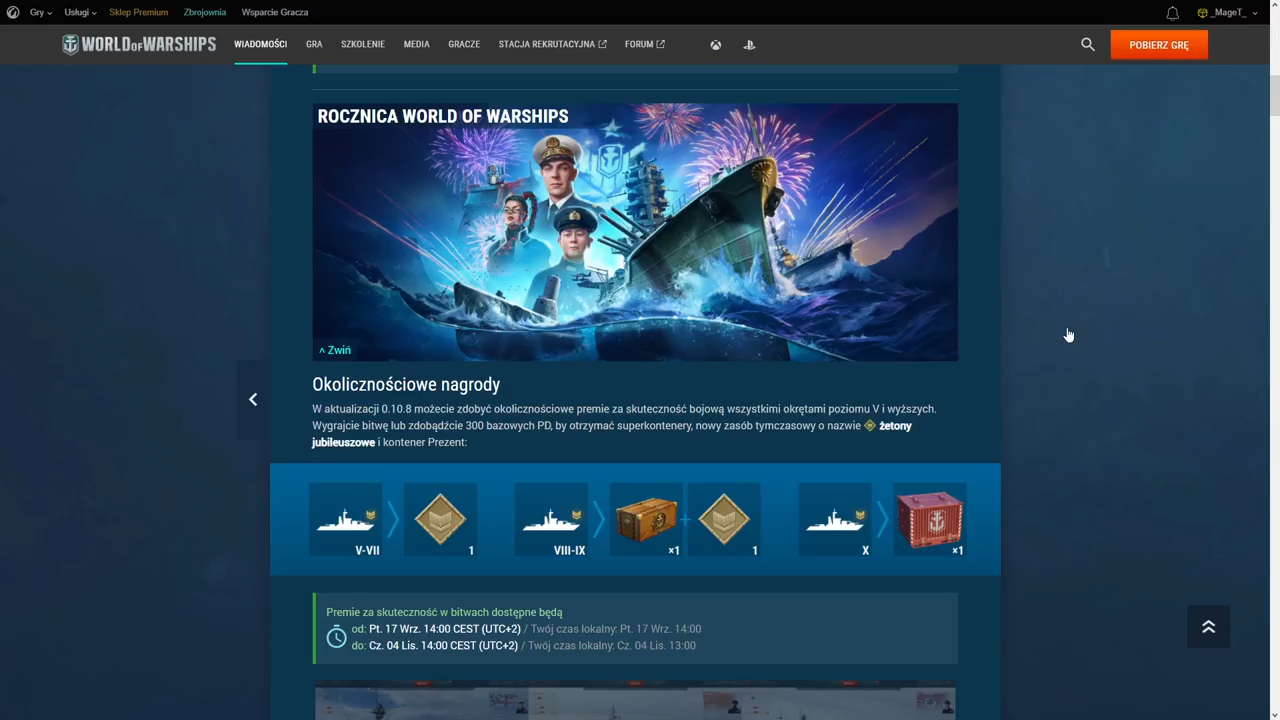 Gry
Usługi
Sklep Premium
Zbrojownia
Wsparcie Gracza
_MageT_
WORLD OF WARSHIPS
WIADOMOŚCI
GRA
SZKOLENIE
MEDIA
GRACZE
STACJA REKRUTACYJNA
FORUM
POBIERZ GRĘ
ROCZNICA WORLD OF WARSHIPS
^ Zwiń
Okolicznościowe nagrody
W aktualizacji 0.10.8 możecie zdobyć okolicznościowe premie za skuteczność bojową wszystkimi okrętami poziomu V i wyższych.
Wygrajcie bitwę lub zdobądźcie 300 bazowych PD, by otrzymać superkontenery, nowy zasób tymczasowy o nazwie żetony
jubileuszowe i kontener Prezent:
V-VII
1
VIII-IX
×1
+
1
X
×1
Premie za skuteczność w bitwach dostępne będą
od: Pt. 17 Wrz. 14:00 CEST (UTC+2) / Twój czas lokalny: Pt. 17 Wrz. 14:00
do: Cz. 04 Lis. 14:00 CEST (UTC+2) / Twój czas lokalny: Cz. 04 Lis. 13:00